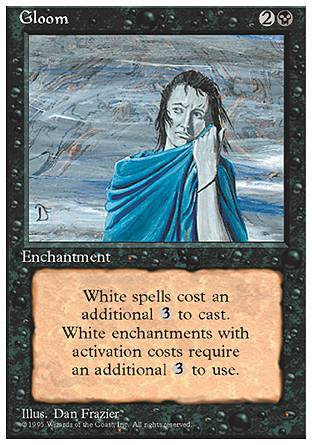 Gloom 2
Enchantment
White spells cost an
additional 3 to cast.
White enchantments with
activation costs require
an additional 3 to use.
Illus. Dan Frazier
© 1995 Wizards of the Coast, Inc. All rights reserved.